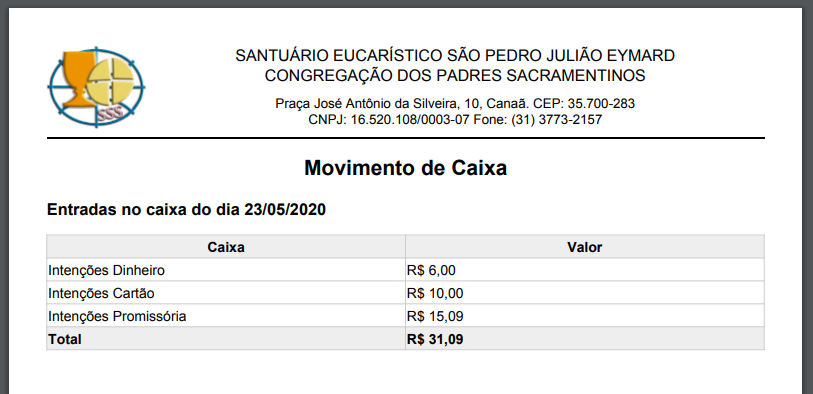 SANTUÁRIO EUCARÍSTICO SÃO PEDRO JULIÃO EYMARD
CONGREGAÇÃO DOS PADRES SACRAMENTINOS
Praça José Antônio da Silveira, 10, Canaã. CEP: 35.700-283
CNPJ: 16.520.108/0003-07 Fone: (31) 3773-2157
SSS
Movimento de Caixa
Entradas no caixa do dia 23/05/2020
Caixa Valor
Intenções Dinheiro R$ 6,00
Intenções Cartão R$ 10,00
Intenções Promissória R$ 15,09
Total R$ 31,09